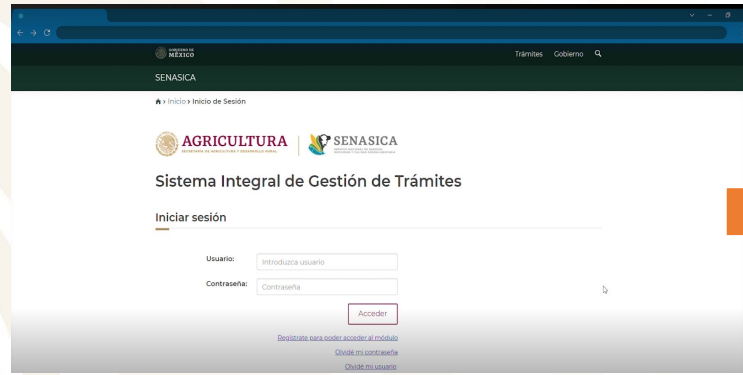 GOBIERNO DE
MÉXICO
Trámites Gobierno
SENASICA
> Inicio > Inicio de Sesión
AGRICULTURA
SECRETARÍA DE AGRICULTURA Y DESARROLLO RURAL
SENASICA
Sistema Integral de Gestión de Trámites
Iniciar sesión
Usuario:
Introduzca usuario
Contraseña:
Contraseña
Acceder
Regístrate para poder acceder al módulo
Olvidé mi contraseña
Olvidé mi usuario